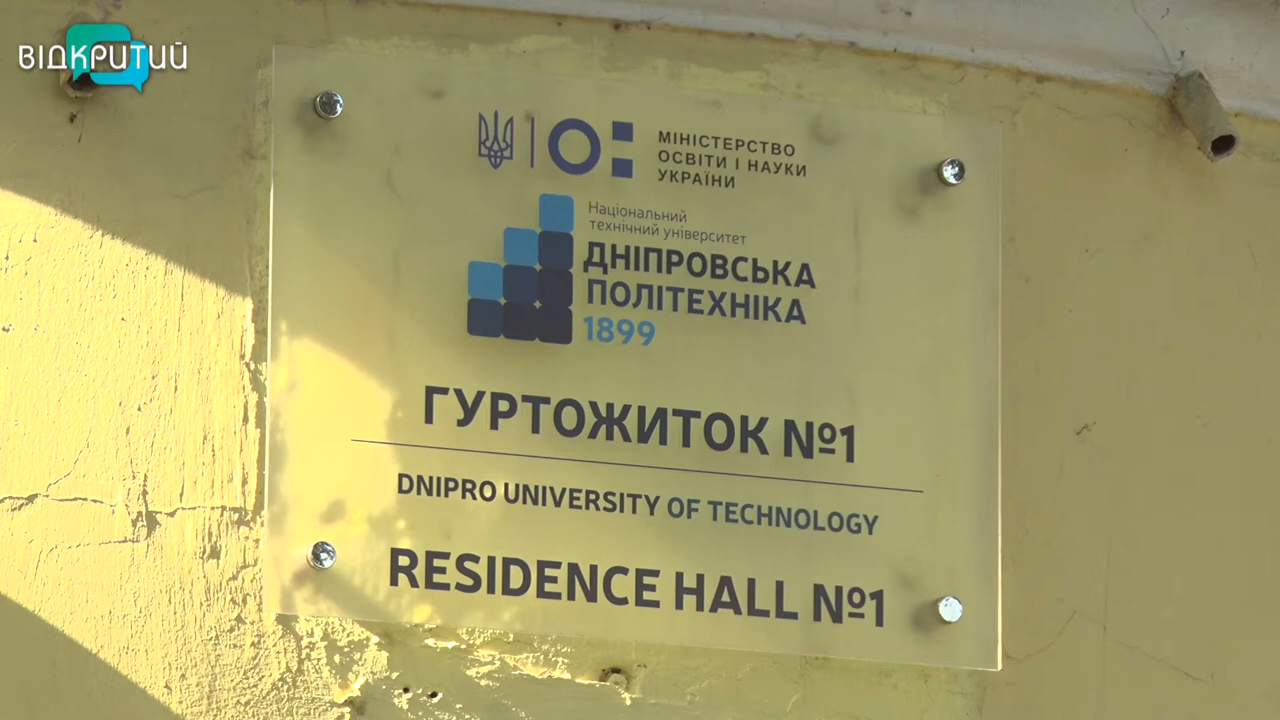 ВІДКРИТИЙ
МІНІСТЕРСТВО
ОСВІТИ І НАУКИ
УКРАЇНИ
Національний
технічний університет
ДНІПРОВСЬКА
ПОЛІТЕХНІКА
1899
ГУРТОЖИТОК №1
DNIPRO UNIVERSITY OF TECHNOLOGY
RESIDENCE HALL №1